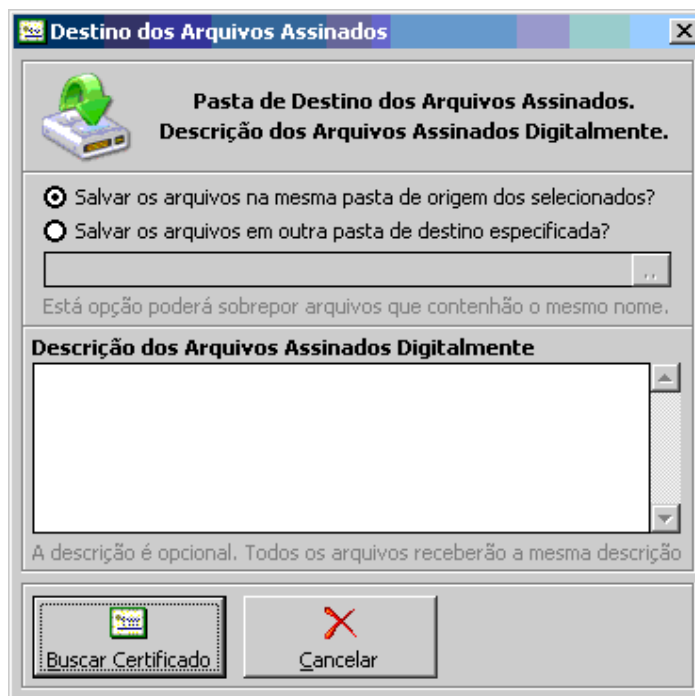 Destino dos Arquivos Assinados
Pasta de Destino dos Arquivos Assinados.
Descrição dos Arquivos Assinados Digitalmente.
Salvar os arquivos na mesma pasta de origem dos selecionados?
Salvar os arquivos em outra pasta de destino especificada?
..
Está opção poderá sobrepor arquivos que contenhão o mesmo nome.
Descrição dos Arquivos Assinados Digitalmente
A descrição é opcional. Todos os arquivos receberão a mesma descrição
Buscar Certificado
Cancelar